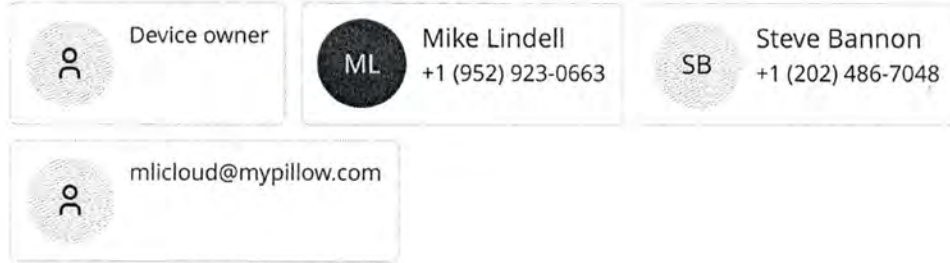 Device owner
ML
Mike Lindell
+1 (952) 923-0663
SB
Steve Bannon
+1 (202) 486-7048
mlicloud@mypillow.com